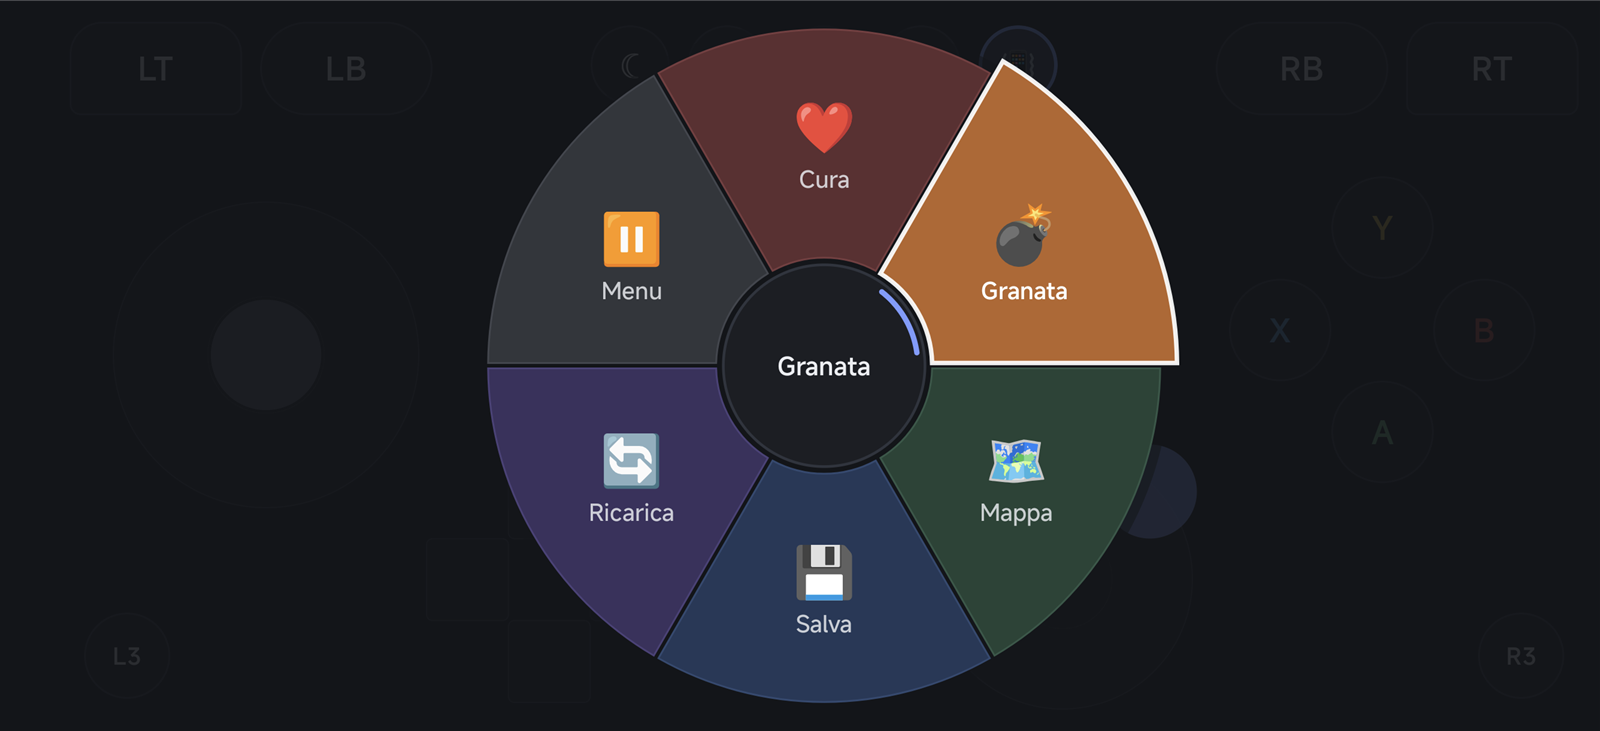 LT
LB
RB
RT
Cura
Granata
Menu
Y
X
B
Granata
A
Ricarica
Mappa
Salva
L3
R3